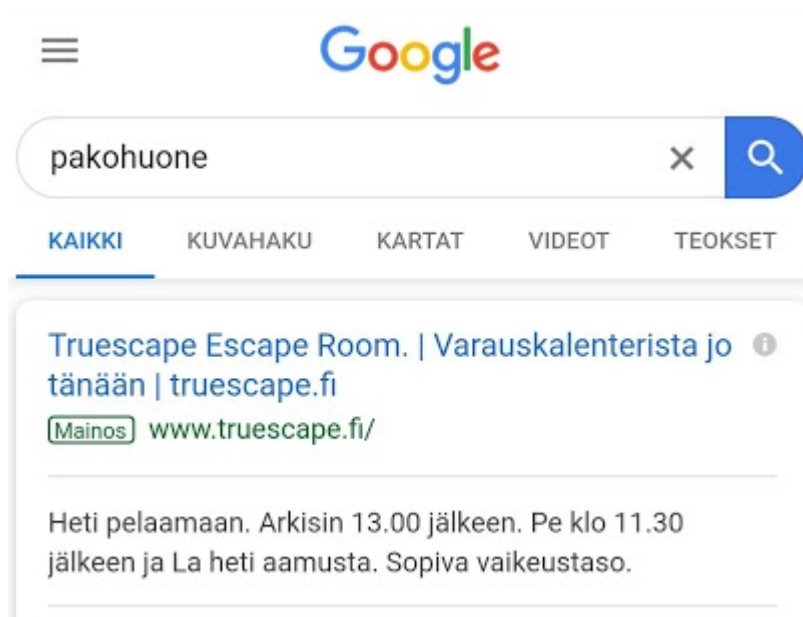 Google
pakohuone
KAIKKI KUVAHAKU KARTAT VIDEOT TEOKSET
Truescape Escape Room. | Varauskalenterista jo
tänään | truescape.fi
Mainos www.truescape.fi/
Heti pelaamaan. Arkisin 13.00 jälkeen. Pe klo 11.30
jälkeen ja La heti aamusta. Sopiva vaikeustaso.